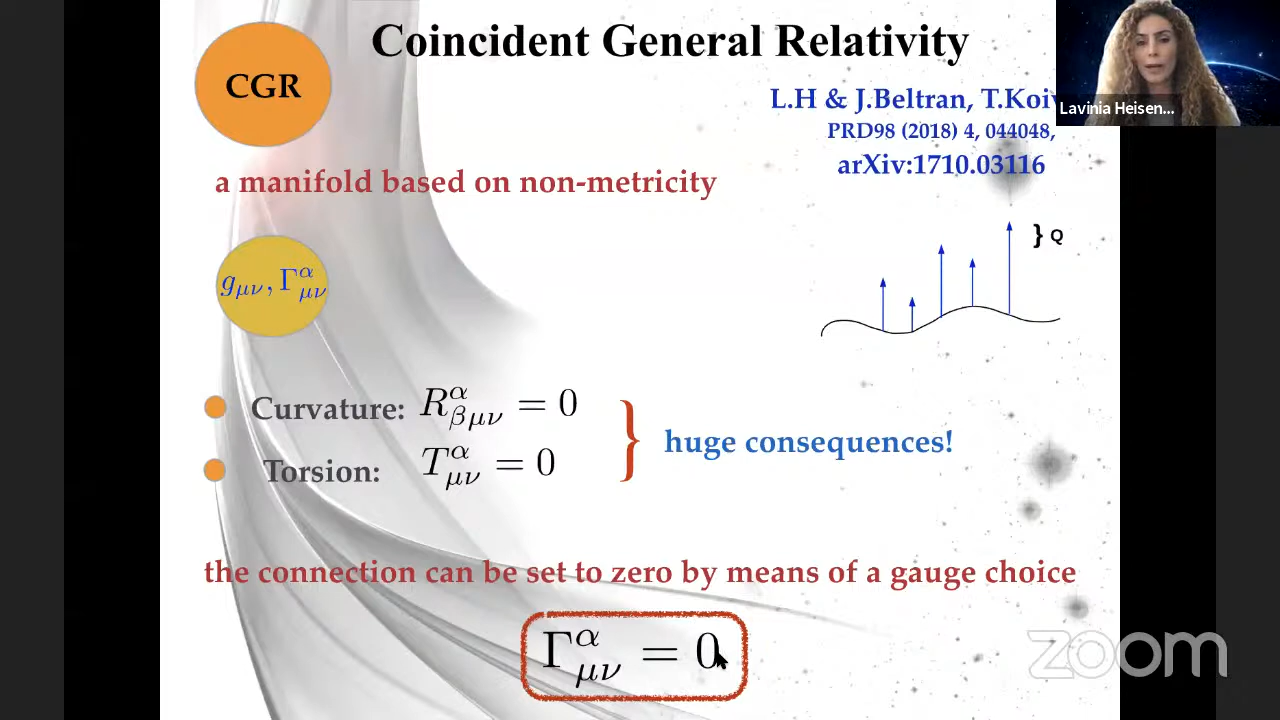 Coincident General Relativity
CGR
L.H & J.Beltran, T.Koiv
PRD98 (2018) 4, 044048,
arXiv:1710.03116
Lavinia Heisen...
a manifold based on non-metricity
} Q
g_{μν}, Γ^α_{μν}
Curvature: R^α_{βμν} = 0
Torsion: T^α_{μν} = 0
} huge consequences!
the connection can be set to zero by means of a gauge choice
Γ^α_{μν} = 0
zoom